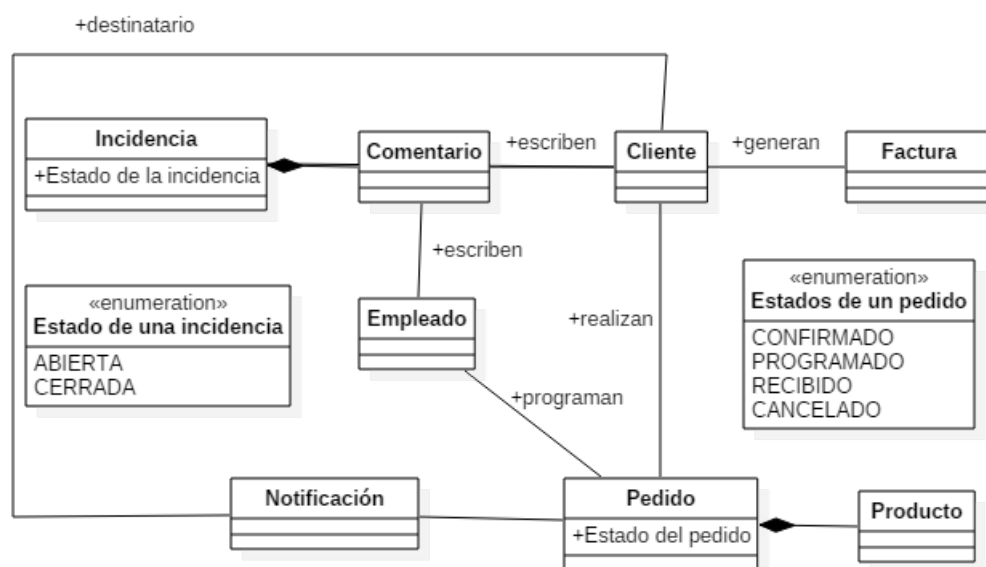 +destinatario
Incidencia
+Estado de la incidencia
Comentario
+escriben
Cliente
+generan
Factura
+escriben
«enumeration»
Estado de una incidencia
ABIERTA
CERRADA
Empleado
+realizan
«enumeration»
Estados de un pedido
CONFIRMADO
PROGRAMADO
RECIBIDO
CANCELADO
+programan
Notificación
Pedido
+Estado del pedido
Producto